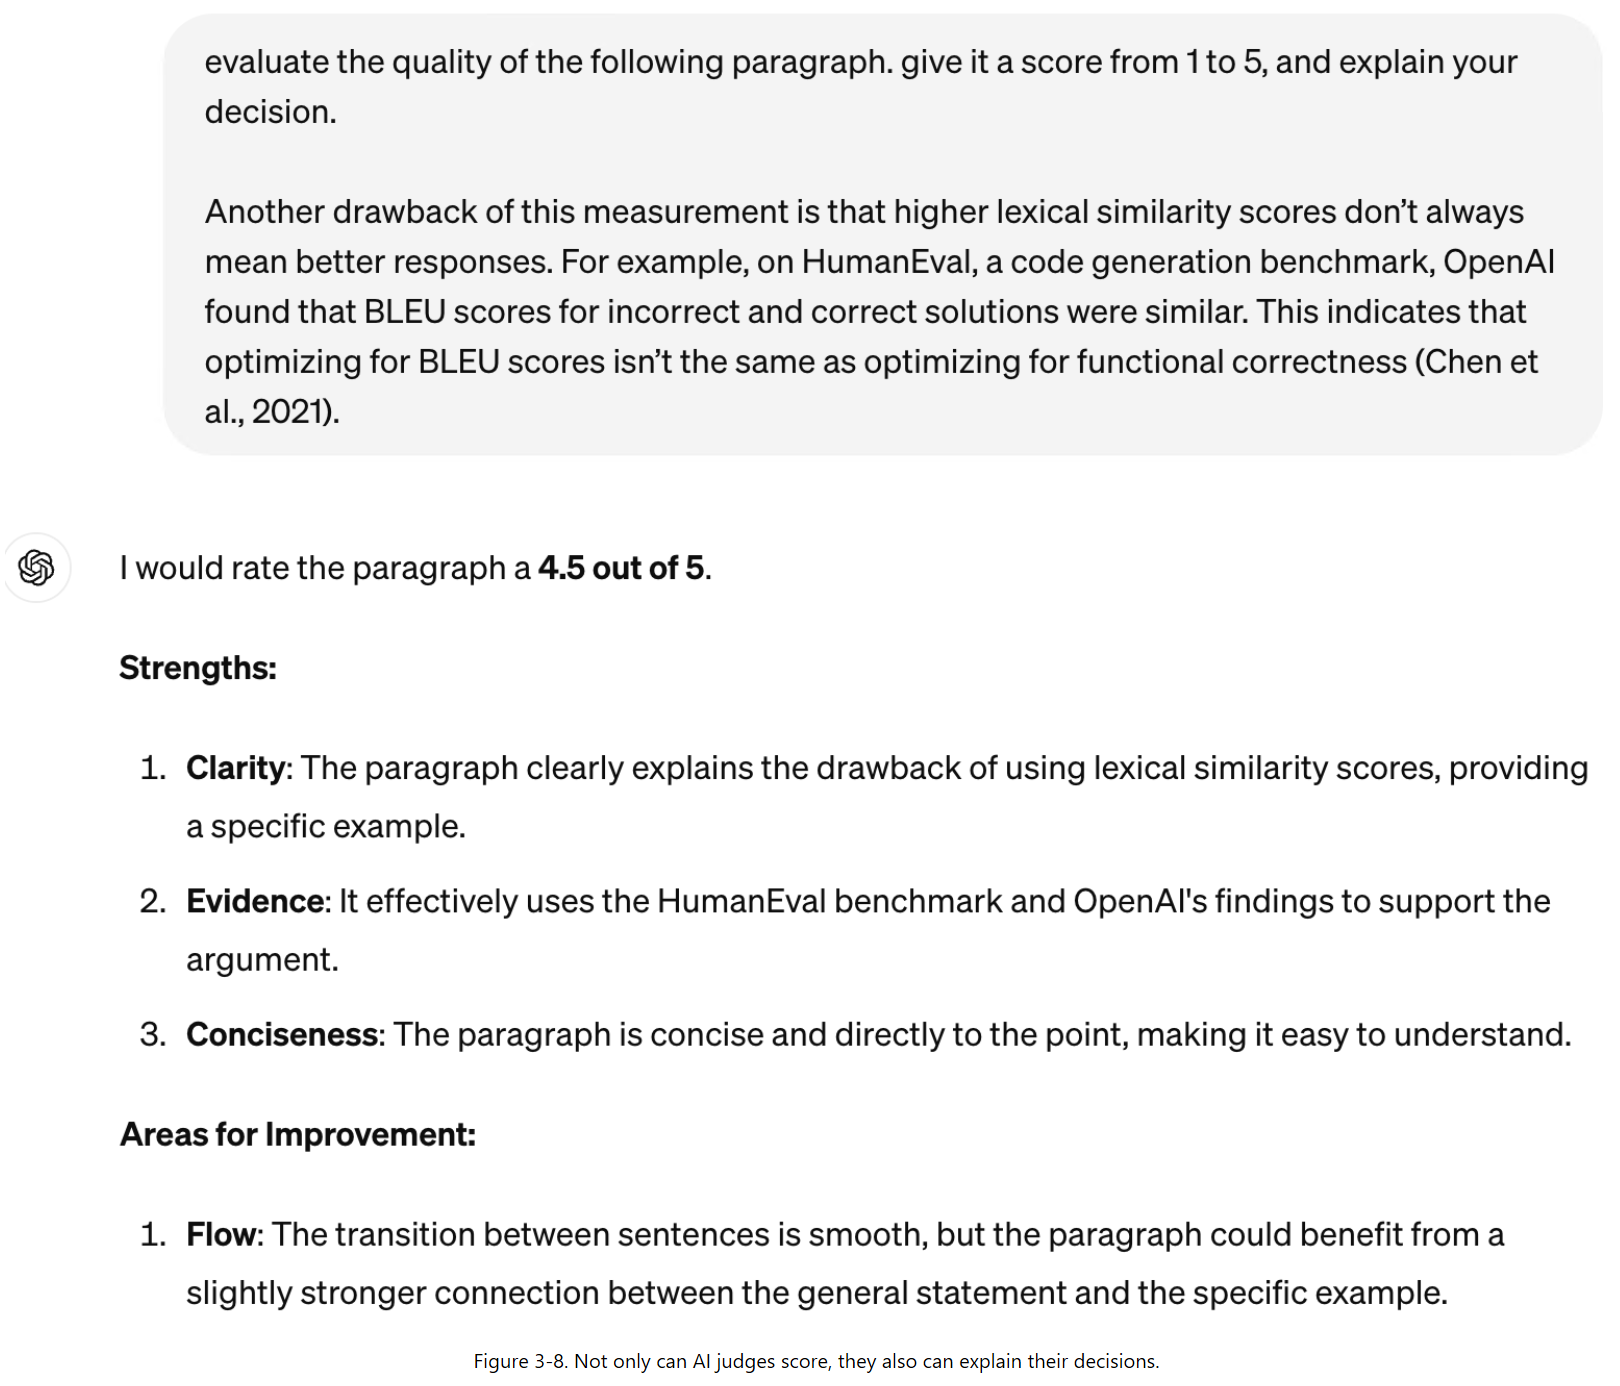 evaluate the quality of the following paragraph. give it a score from 1 to 5, and explain your
decision.
Another drawback of this measurement is that higher lexical similarity scores don’t always
mean better responses. For example, on HumanEval, a code generation benchmark, OpenAI
found that BLEU scores for incorrect and correct solutions were similar. This indicates that
optimizing for BLEU scores isn’t the same as optimizing for functional correctness (Chen et
al., 2021).
I would rate the paragraph a 4.5 out of 5.
Strengths:
1. Clarity: The paragraph clearly explains the drawback of using lexical similarity scores, providing
a specific example.
2. Evidence: It effectively uses the HumanEval benchmark and OpenAI's findings to support the
argument.
3. Conciseness: The paragraph is concise and directly to the point, making it easy to understand.
Areas for Improvement:
1. Flow: The transition between sentences is smooth, but the paragraph could benefit from a
slightly stronger connection between the general statement and the specific example.
Figure 3-8. Not only can AI judges score, they also can explain their decisions.